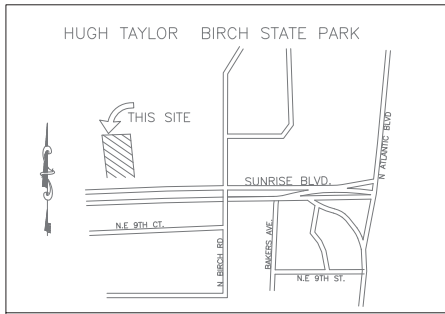 HUGH TAYLOR BIRCH STATE PARK
THIS SITE
N ATLANTIC BLVD
SUNRISE BLVD.
N.E 9TH CT.
N BIRCH RD
BAKERS AVE.
N.E 9TH ST.